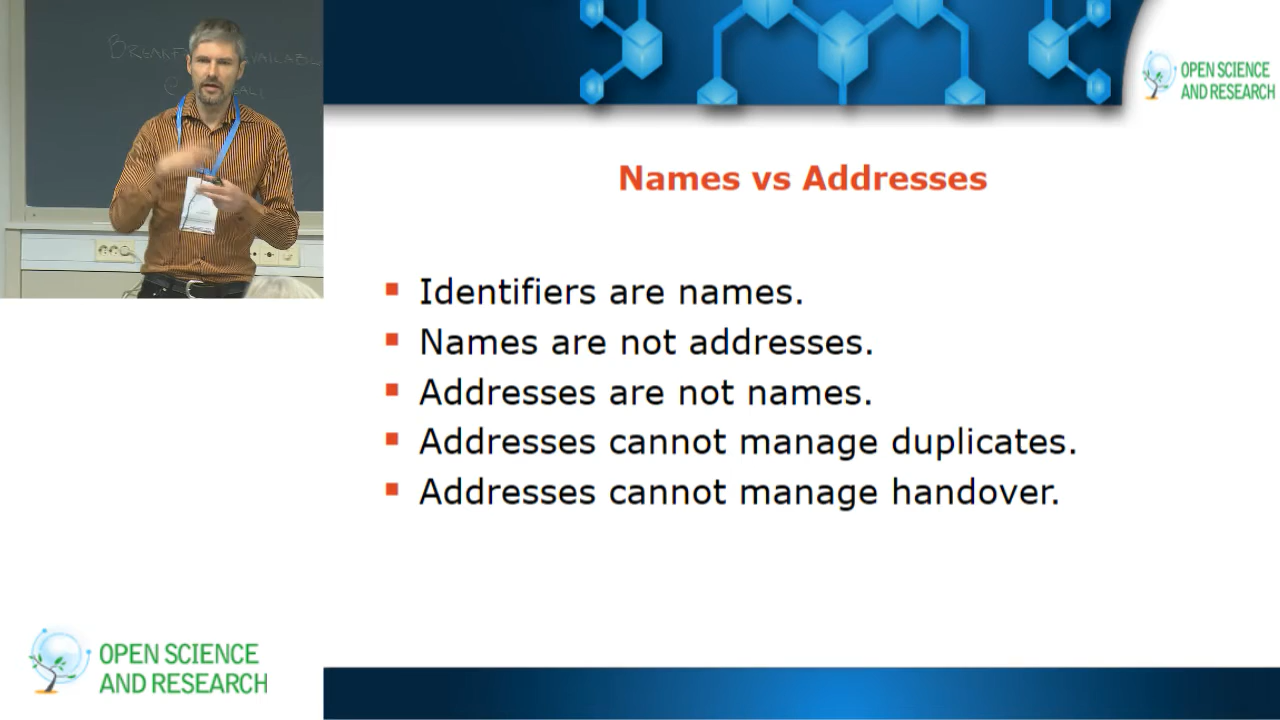 OPEN SCIENCE
AND RESEARCH
Names vs Addresses
Identifiers are names.
Names are not addresses.
Addresses are not names.
Addresses cannot manage duplicates.
Addresses cannot manage handover.
OPEN SCIENCE
AND RESEARCH